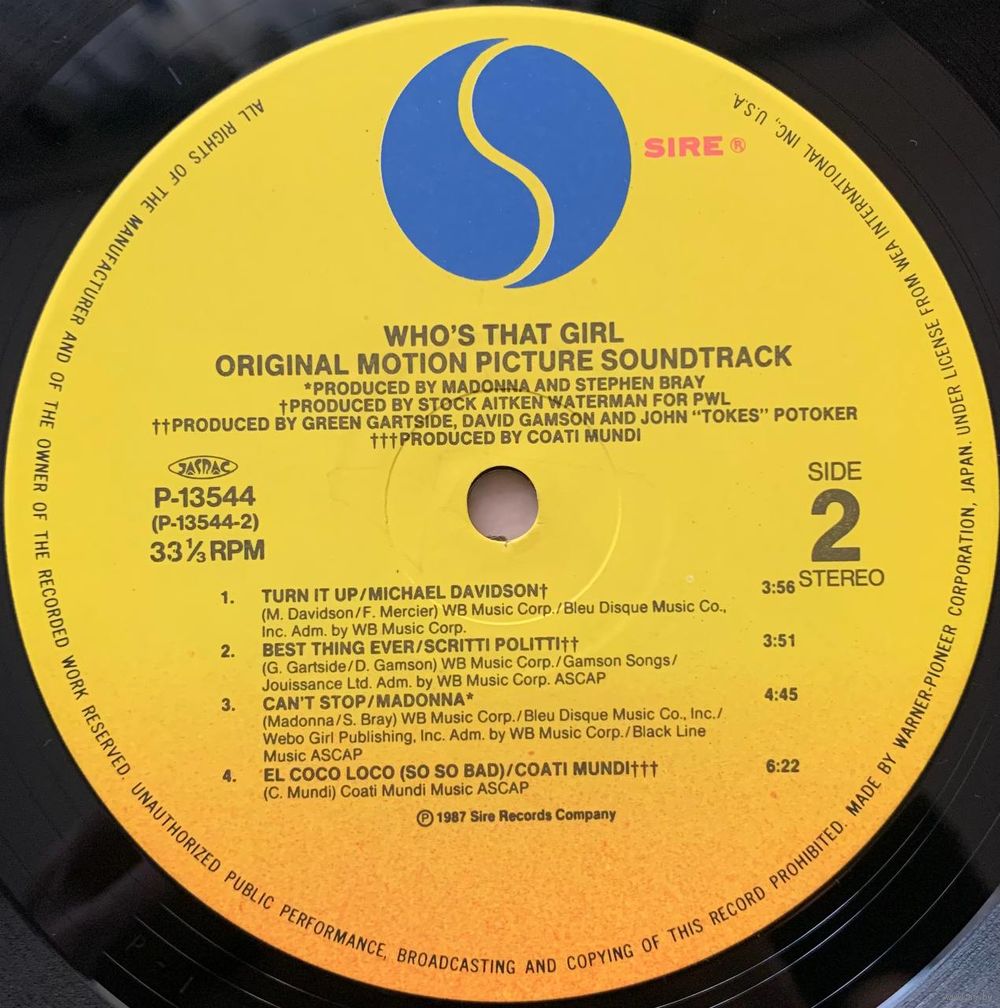 SIRE®
WHO'S THAT GIRL
ORIGINAL MOTION PICTURE SOUNDTRACK
*PRODUCED BY MADONNA AND STEPHEN BRAY
†PRODUCED BY STOCK AITKEN WATERMAN FOR PWL
††PRODUCED BY GREEN GARTSIDE, DAVID GAMSON AND JOHN "TOKES" POTOKER
†††PRODUCED BY COATI MUNDI
JASRAC
P-13544
(P-13544-2)
33⅓ RPM
SIDE
2
STEREO
1. TURN IT UP/MICHAEL DAVIDSON† 3:56
(M. Davidson/F. Mercier) WB Music Corp./Bleu Disque Music Co.,
Inc. Adm. by WB Music Corp.
2. BEST THING EVER/SCRITTI POLITTI†† 3:51
(G. Gartside/D. Gamson) WB Music Corp./Gamson Songs/
Jouissance Ltd. Adm. by WB Music Corp. ASCAP
3. CAN'T STOP/MADONNA* 4:45
(Madonna/S. Bray) WB Music Corp./Bleu Disque Music Co., Inc./
Webo Girl Publishing, Inc. Adm. by WB Music Corp./Black Line
Music ASCAP
4. EL COCO LOCO (SO SO BAD)/COATI MUNDI††† 6:22
(C. Mundi) Coati Mundi Music ASCAP
℗ 1987 Sire Records Company
ALL RIGHTS OF THE MANUFACTURER AND OF THE OWNER OF THE RECORDED WORK RESERVED. UNAUTHORIZED PUBLIC PERFORMANCE, BROADCASTING AND COPYING OF THIS RECORD PROHIBITED. MADE BY WARNER-PIONEER CORPORATION, JAPAN. UNDER LICENSE FROM WEA INTERNATIONAL INC., U.S.A.